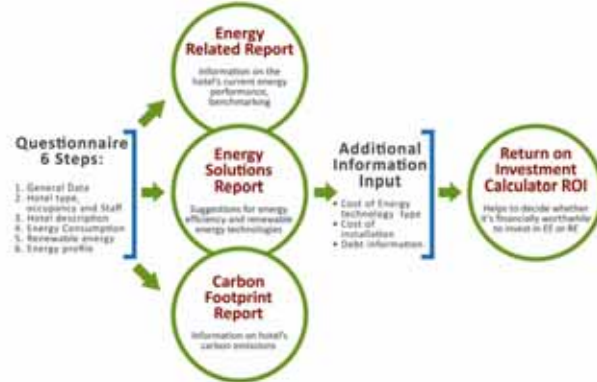 Energy
Related Report
Information on the
hotel's current energy
performance,
benchmarking
Questionnaire
6 Steps:
1. General Data
2. Hotel type,
occupancy and Staff
3. Hotel description
4. Energy Consumption
5. Renewable energy
6. Energy profile
Energy
Solutions
Report
Suggestions for energy
efficiency and renewable
energy technologies
Carbon
Footprint
Report
Information on hotel's
carbon emissions
Additional
Information
Input
• Cost of Energy
technology type
• Cost of
installation
• Debt information
Return on
Investment
Calculator ROI
Helps to decide whether
it's financially worthwhile
to invest in EE or RE